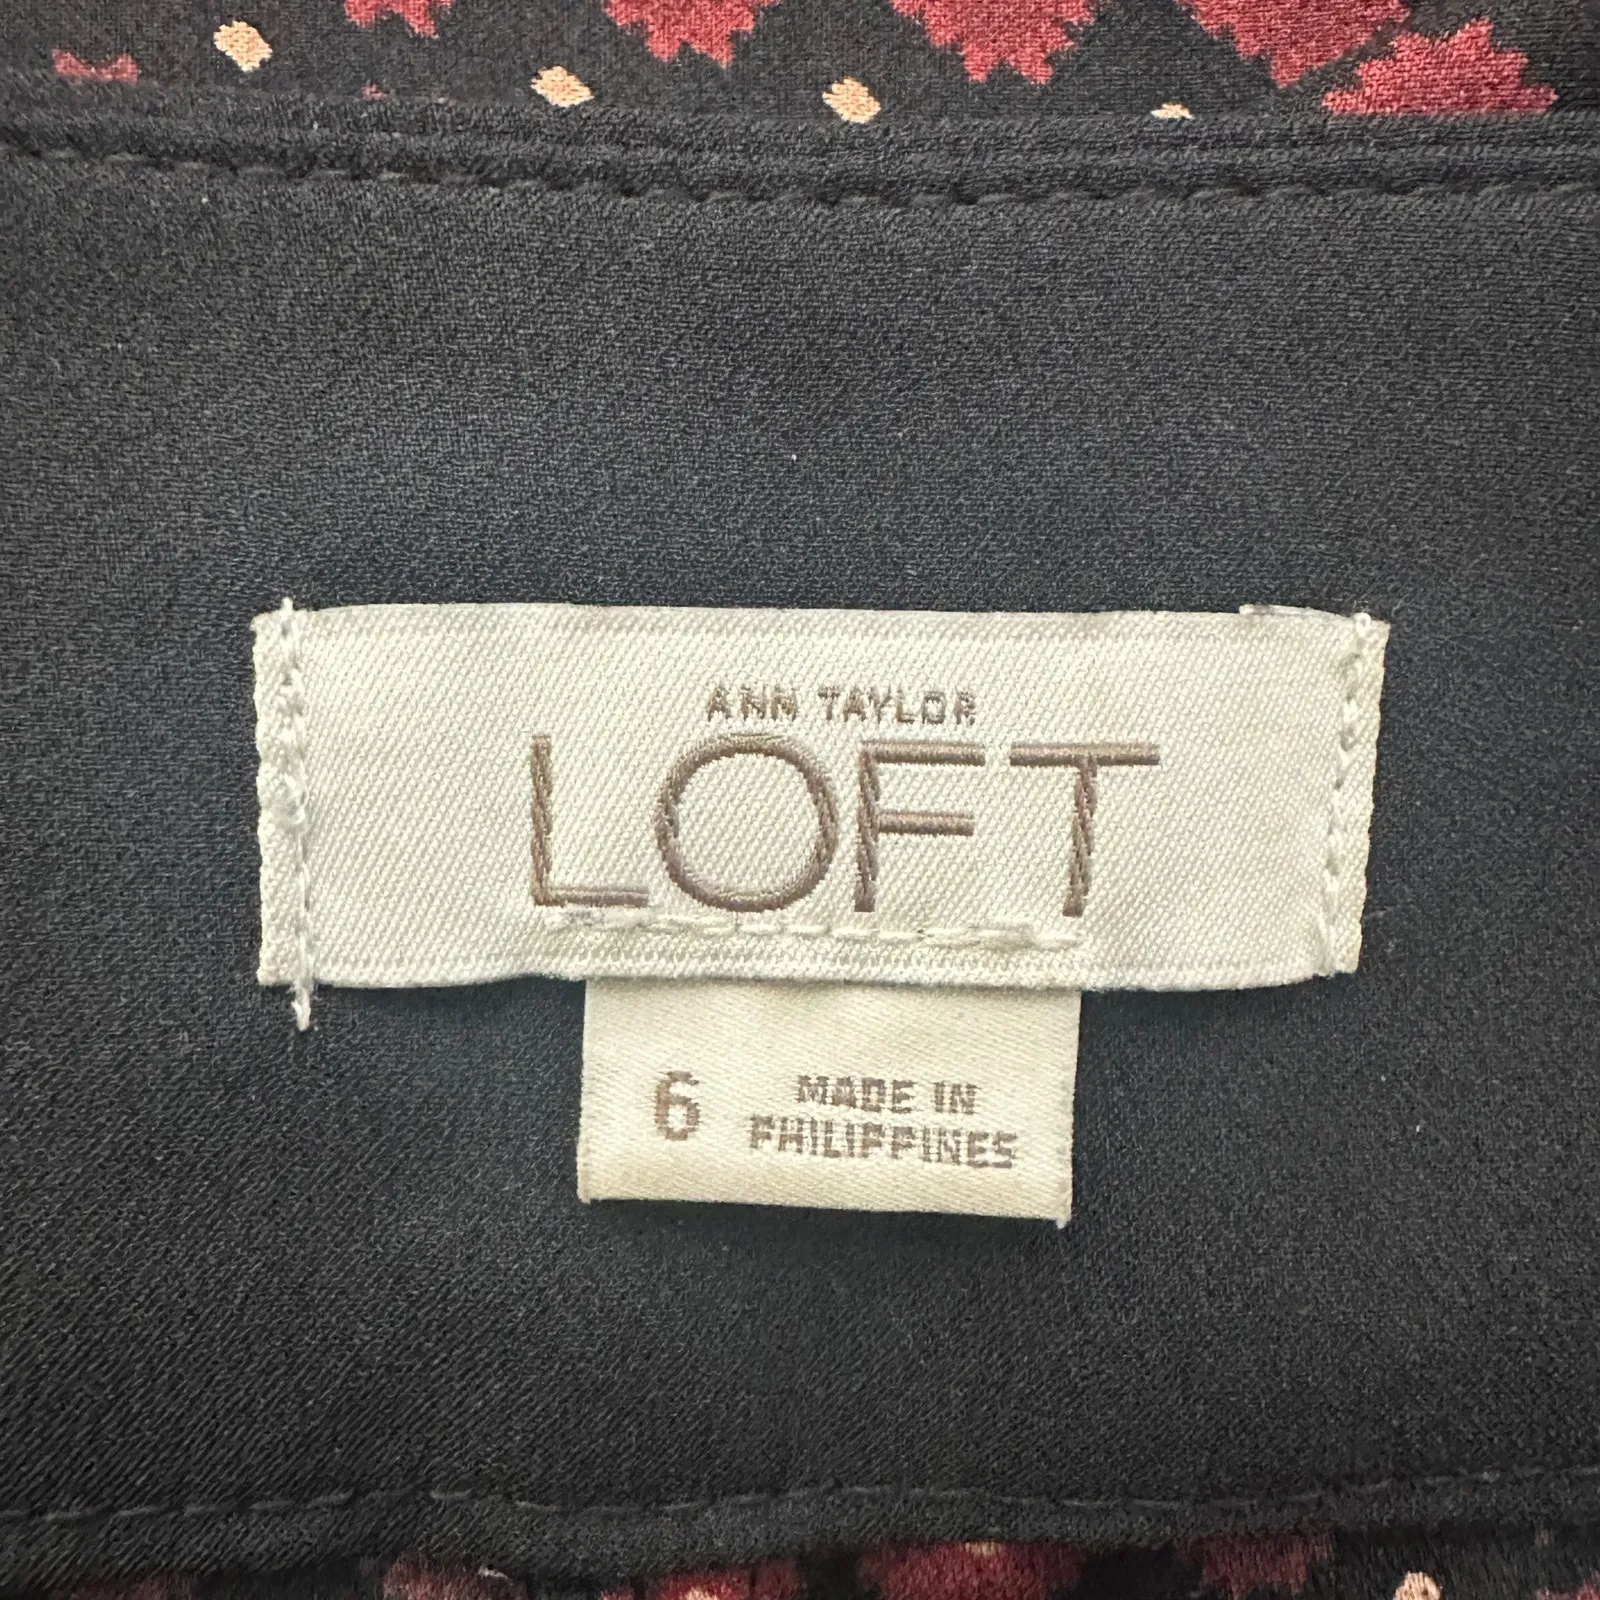 ANN TAYLOR
LOFT
6 MADE IN
PHILIPPINES